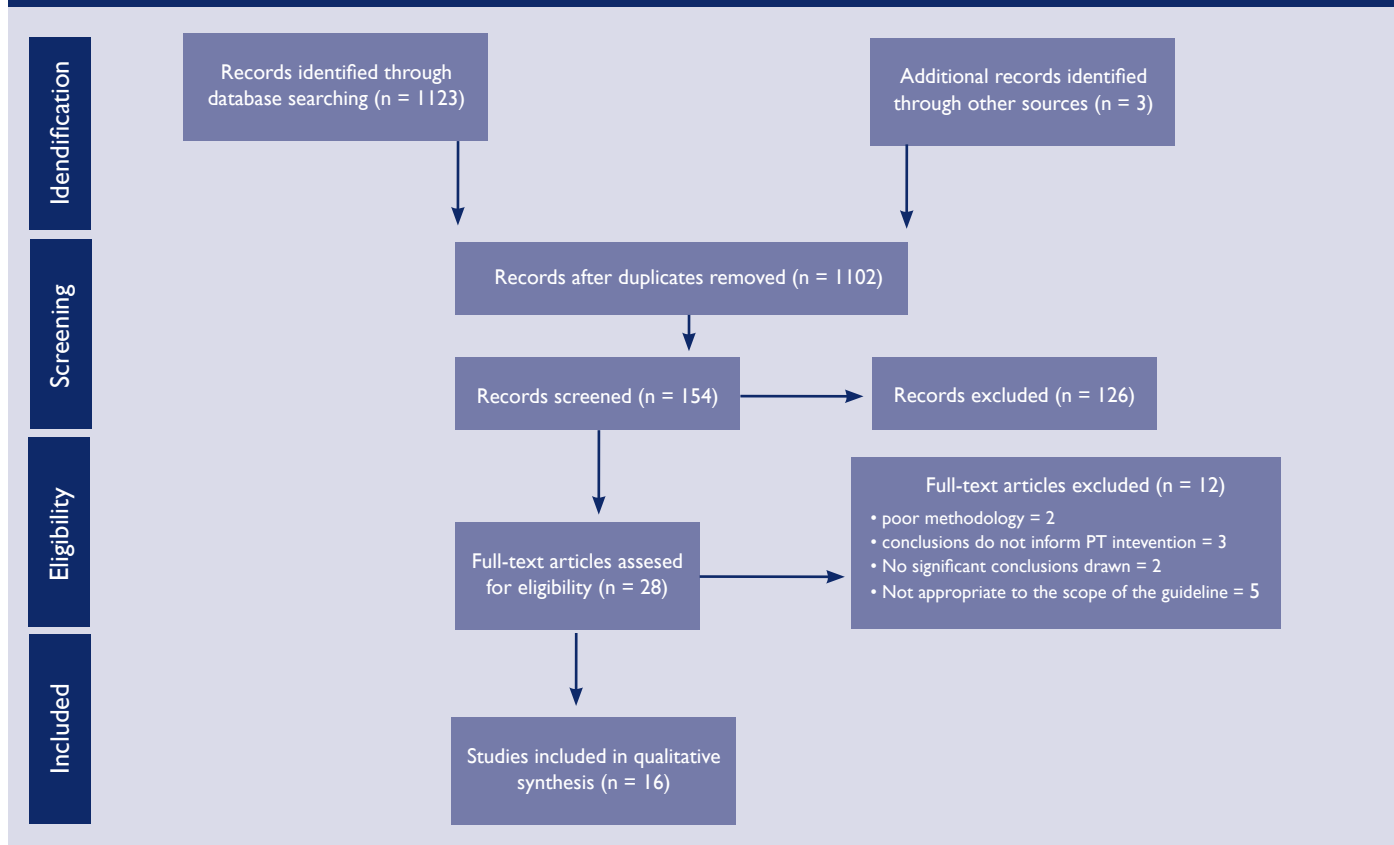 Idendification
Records identified through
database searching (n = 1123)
Additional records identified
through other sources (n = 3)
Screening
Records after duplicates removed (n = 1102)
Records screened (n = 154)
Records excluded (n = 126)
Eligibility
Full-text articles assesed
for eligibility (n = 28)
Full-text articles excluded (n = 12)
• poor methodology = 2
• conclusions do not inform PT intevention = 3
• No significant conclusions drawn = 2
• Not appropriate to the scope of the guideline = 5
Included
Studies included in qualitative
synthesis (n = 16)